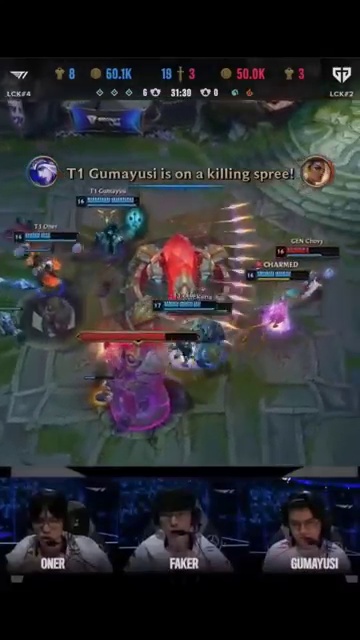 8 60.1K 19 3 50.0K 3
LCK#4 6 31:30 0 LCK#2
T1 Gumayusi is on a killing spree!
T1 Gumayusi
16
T1 Oner
16
GEN Chovy
16
CHARMED
16
17
ONER FAKER GUMAYUSI